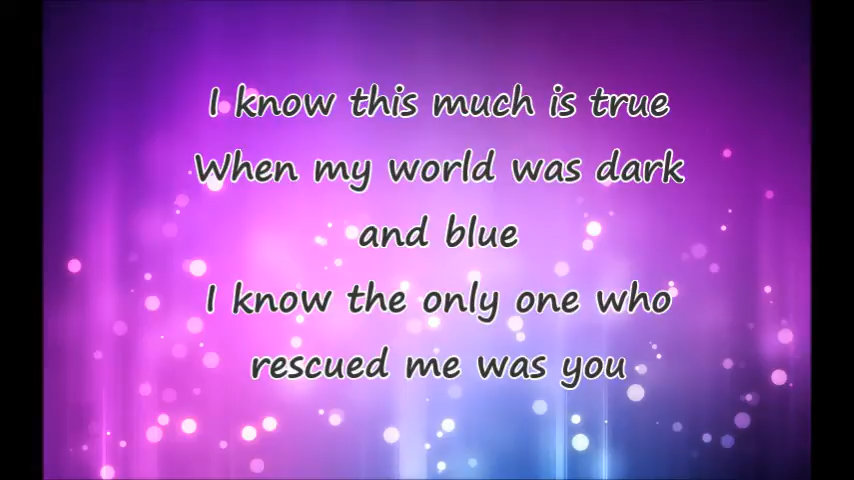 I know this much is true
When my world was dark
and blue
I know the only one who
rescued me was you